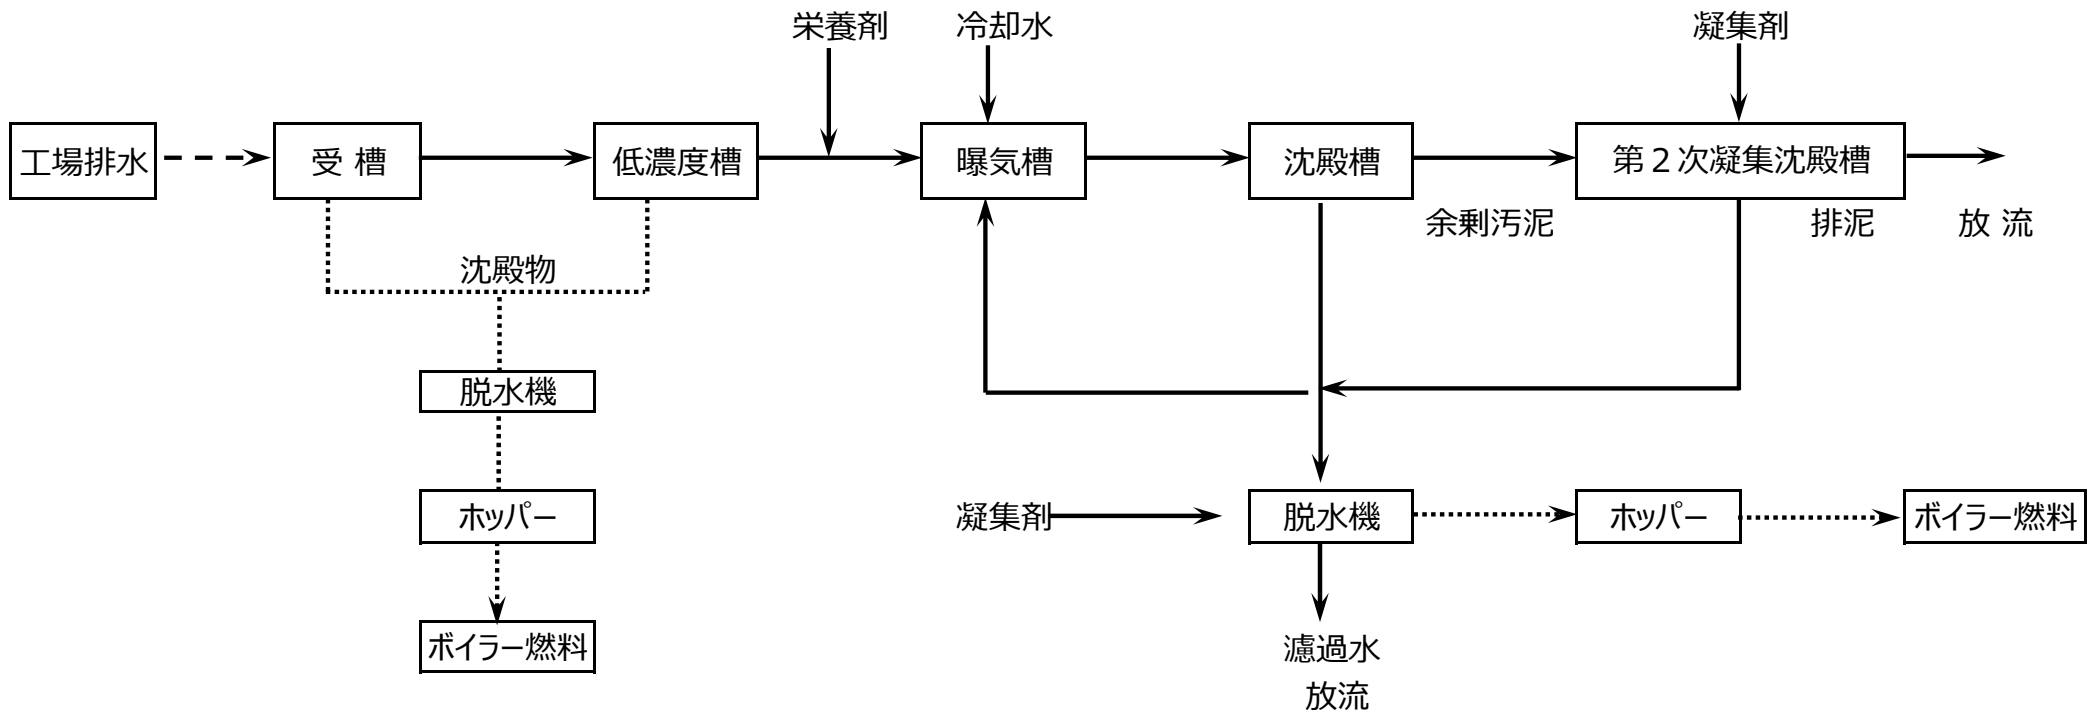 栄養剤
冷却水
凝集剤
工場排水
受 槽
低濃度槽
曝気槽
沈殿槽
第２次凝集沈殿槽
余剰汚泥
排泥
放 流
沈殿物
脱水機
ホッパー
凝集剤
脱水機
ホッパー
ボイラー燃料
ボイラー燃料
濾過水
放流